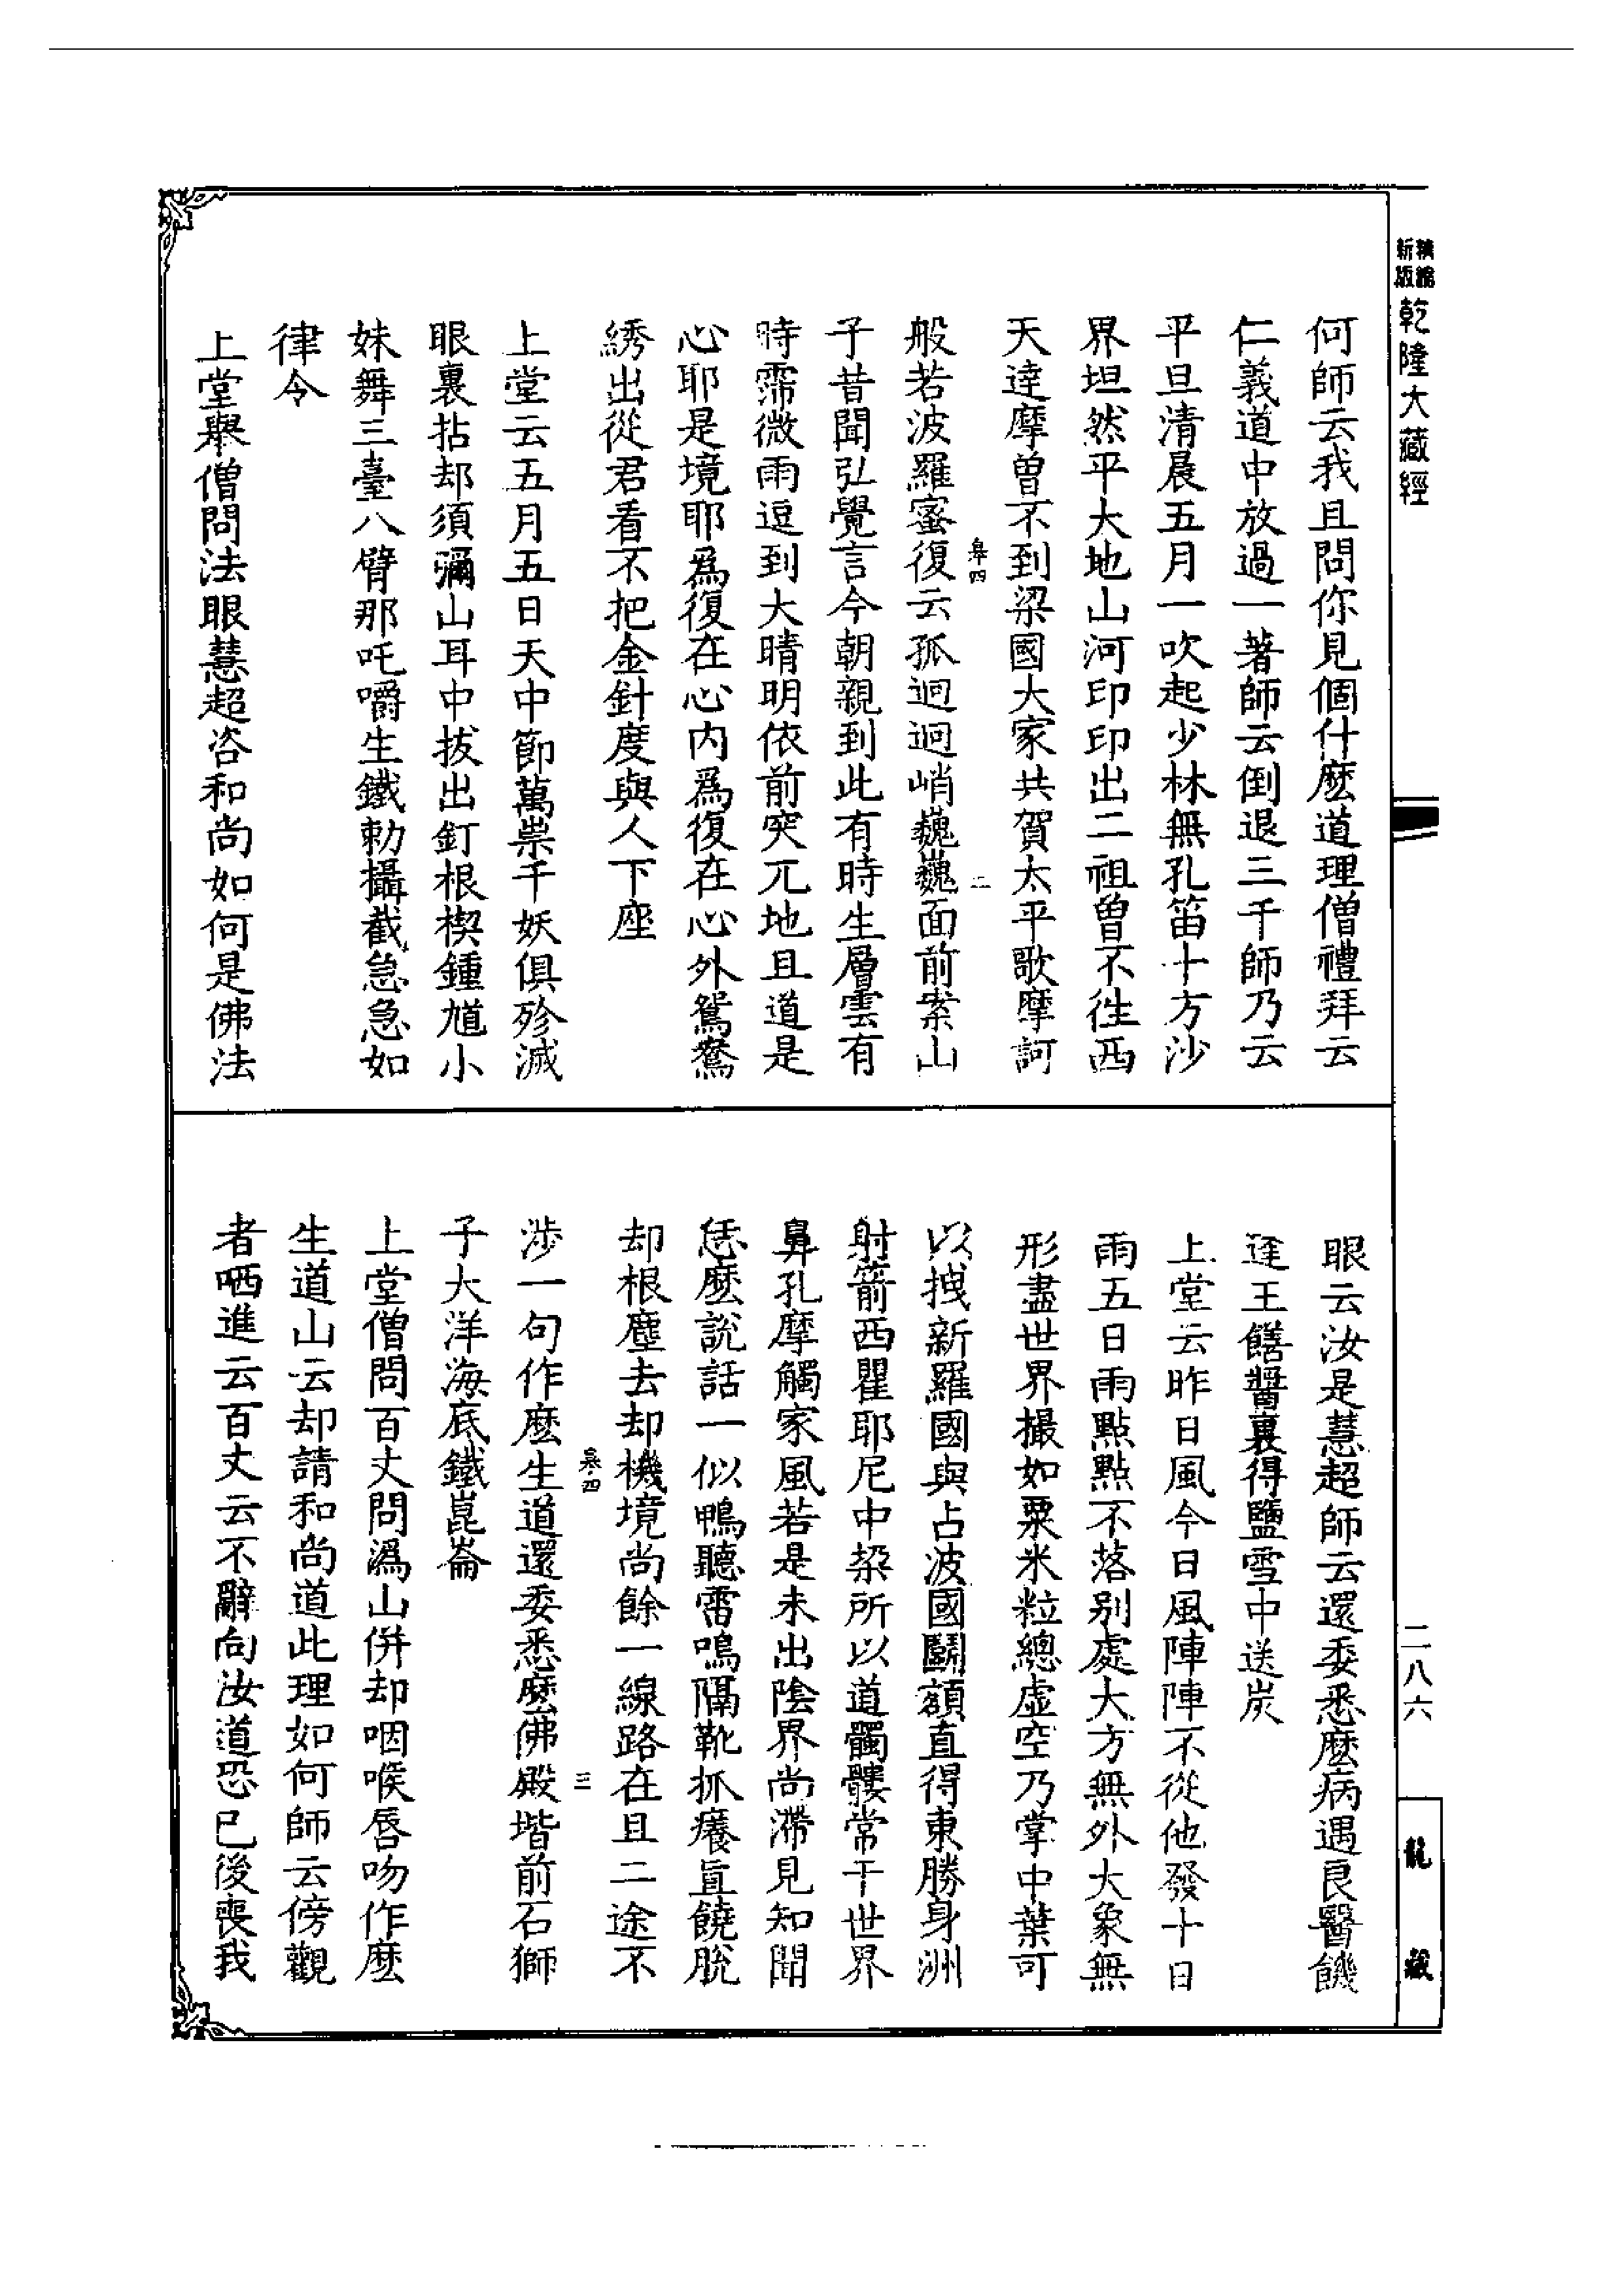 精縮
新版
乾隆大藏經
何師云我且問你見個什麽道理僧禮拜云
仁義道中放過一著師云倒退三千師乃云
平旦清晨五月一吹起少林無孔笛十方沙
界坦然平大地山河印印出二祖曾不徃西
天達摩曾不到梁國大家共賀太平歌摩訶
皋四
二
般若波羅蜜復云孤迥迥峭巍巍面前案山
子昔聞弘覺言今朝親到此有時生層雲有
時霈微雨逗到大晴明依前突兀地且道是
心耶是境耶爲復在心内爲復在心外鴛鴦
綉出從君看不把金針度與人下座
上堂云五月五日天中節萬祟千妖俱殄滅
眼裏拈却須彌山耳中拔出釘根楔鍾馗小
妹舞三臺八臂那吒嚼生鐵勅攝截急急如
律令
上堂舉僧問法眼慧超咨和尚如何是佛法
眼云汝是慧超師云還委悉麽病遇良醫饑
逢王饍醬裏得鹽雪中送炭
上堂云昨日風今日風陣陣不從他發十日
雨五日雨點點不落别處大方無外大象無
形盡世界撮如粟米粒總虚空乃掌中葉可
以拽新羅國與占波國鬭額直得東勝身洲
射箭西瞿耶尼中垛所以道髑髏常干世界
鼻孔摩觸家風若是未出陰界尚滯見知聞
恁麽説話一似鴨聽雷鳴隔靴抓癢直饒脱
却根塵去却機境尚餘一線路在且二途不
皋四
三
涉一句作麽生道還委悉麽佛殿堦前石獅
子大洋海底鐵崑崙
上堂僧問百丈問潙山併却咽喉唇吻作麽
生道山云却請和尚道此理如何師云傍觀
者哂進云百丈云不辭向汝道恐已後喪我
二八六
龍藏